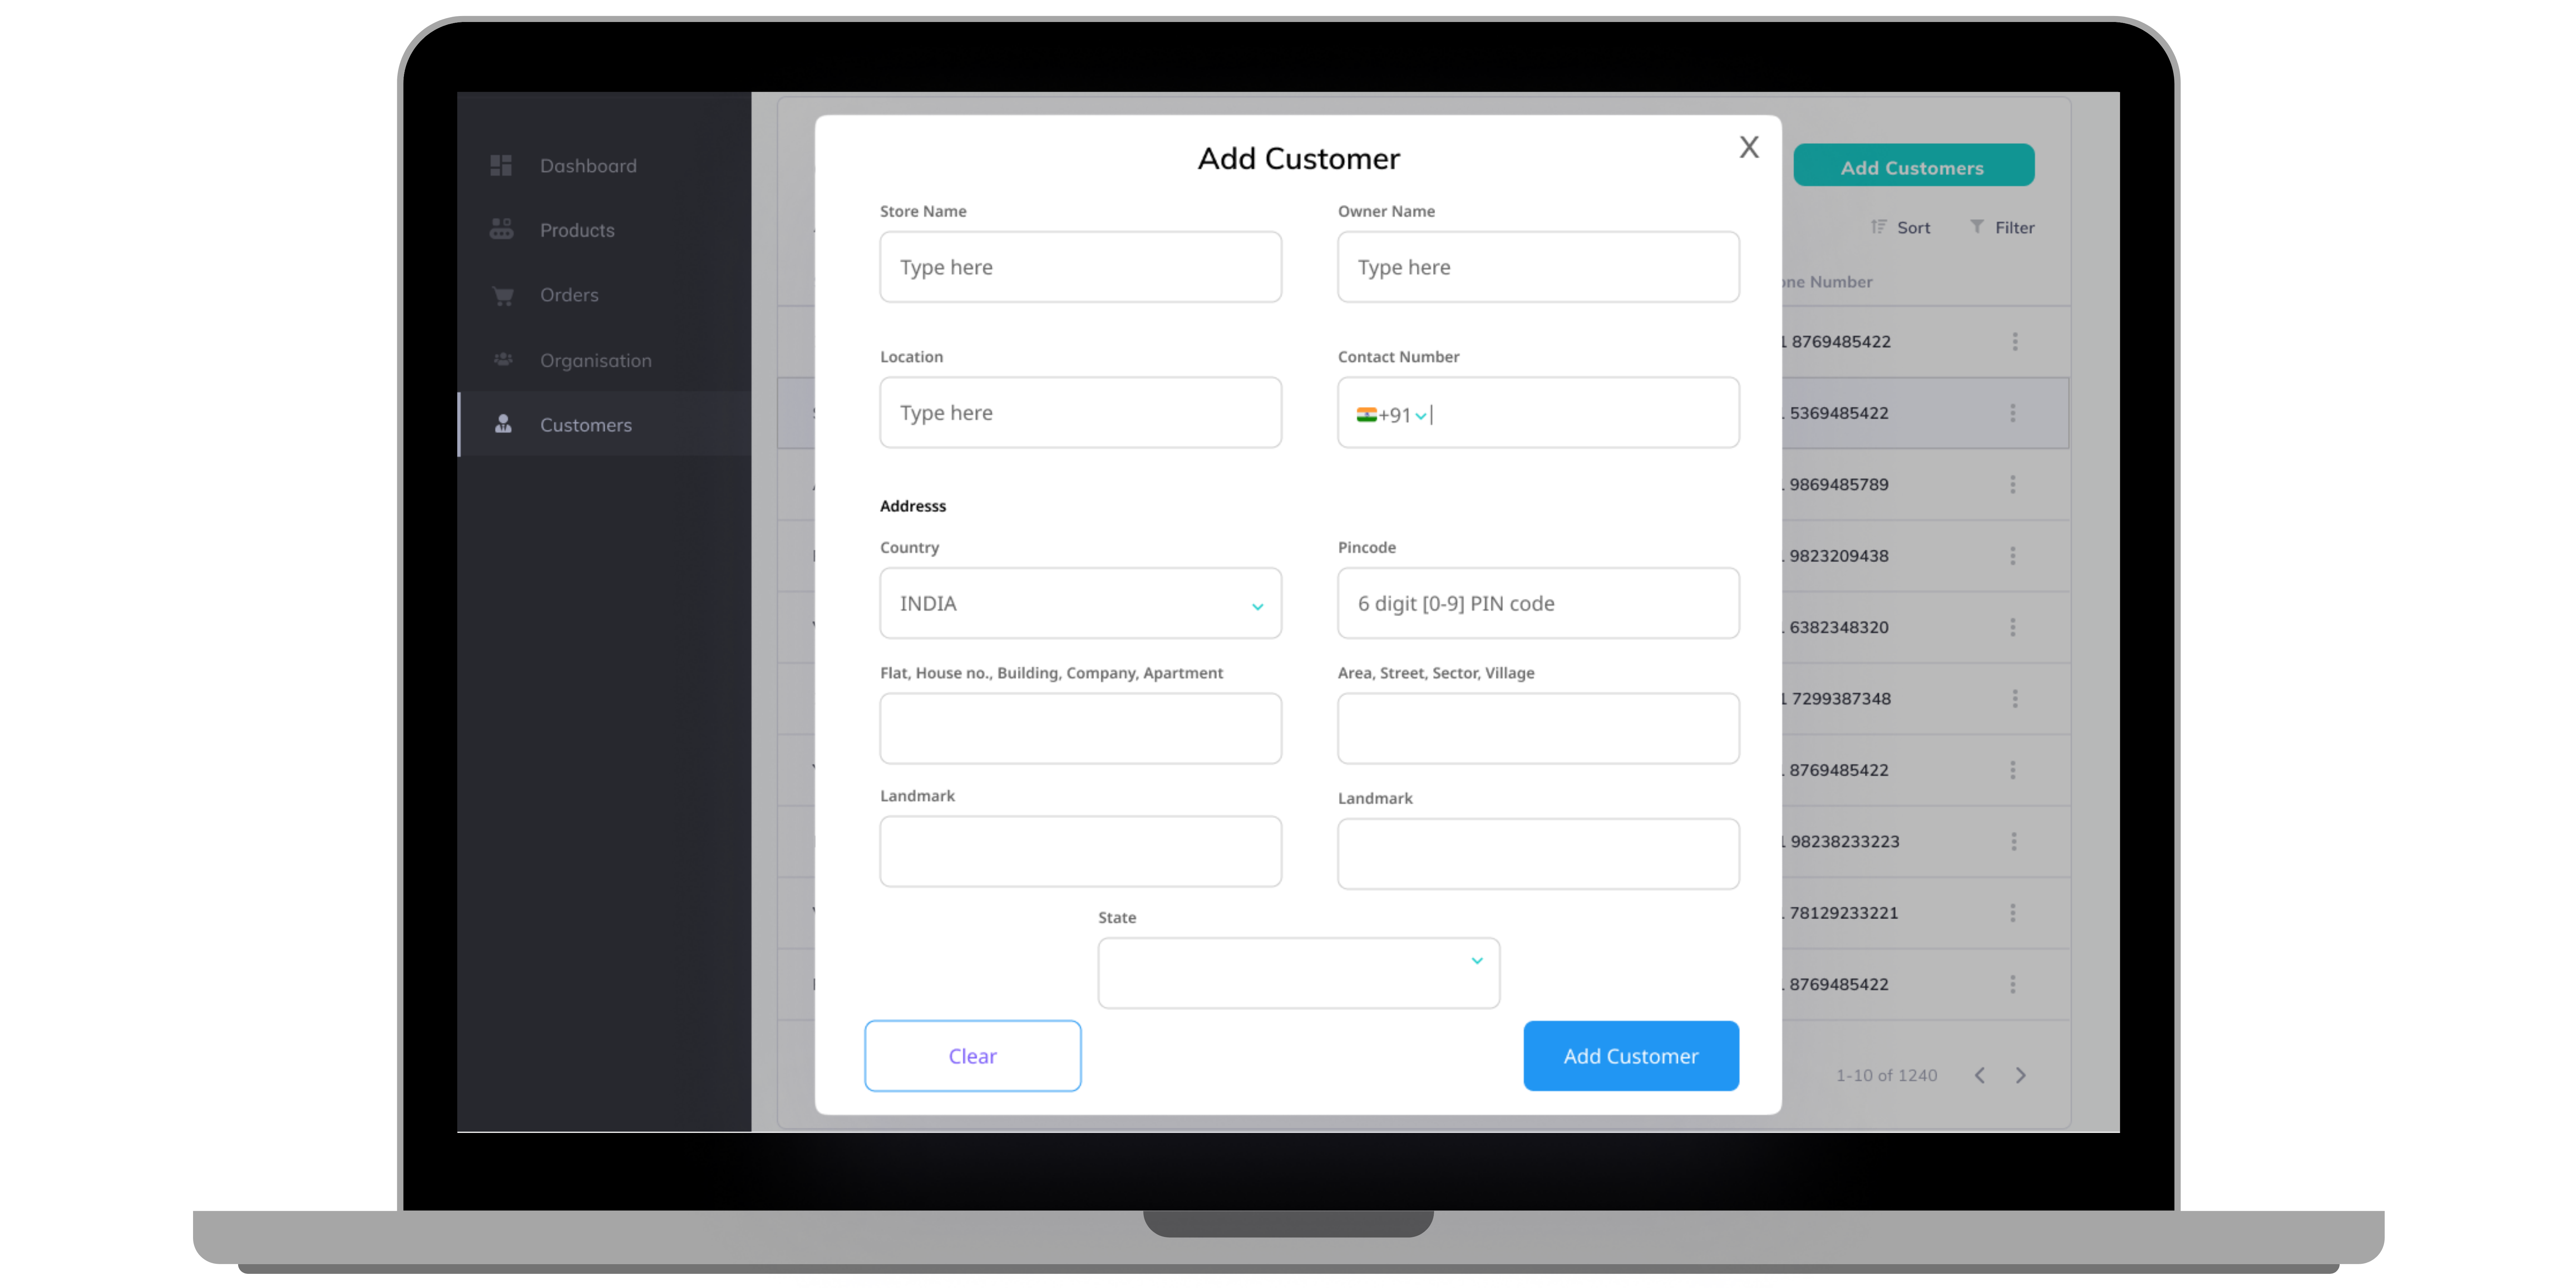 Dashboard
Products
Orders
Organisation
Customers
Add Customer
X
Store Name
Owner Name
Type here
Type here
Location
Contact Number
Type here
+91
Addresss
Country
Pincode
INDIA
6 digit [0-9] PIN code
Flat, House no., Building, Company, Apartment
Area, Street, Sector, Village
Landmark
Landmark
State
Clear
Add Customer
Add Customers
Sort
Filter
Number
8769485422
5369485422
9869485789
9823209438
6382348320
7299387348
8769485422
98238233223
78129233221
8769485422
1-10 of 1240